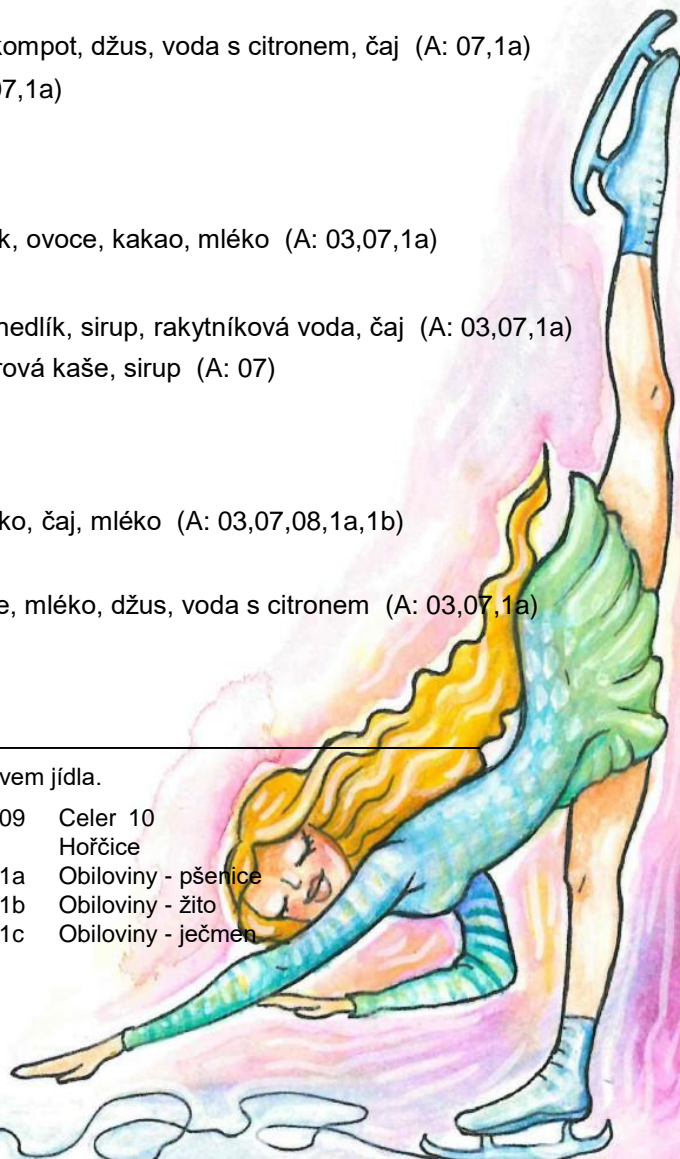 kompot, džus, voda s citronem, čaj (A: 07,1a)
07,1a)
k, ovoce, kakao, mléko (A: 03,07,1a)
nedlík, sirup, rakytníková voda, čaj (A: 03,07,1a)
rová kaše, sirup (A: 07)
ko, čaj, mléko (A: 03,07,08,1a,1b)
e, mléko, džus, voda s citronem (A: 03,07,1a)
vem jídla.
09 Celer 10
Hořčice
1a Obiloviny - pšenice
1b Obiloviny - žito
1c Obiloviny - ječmen